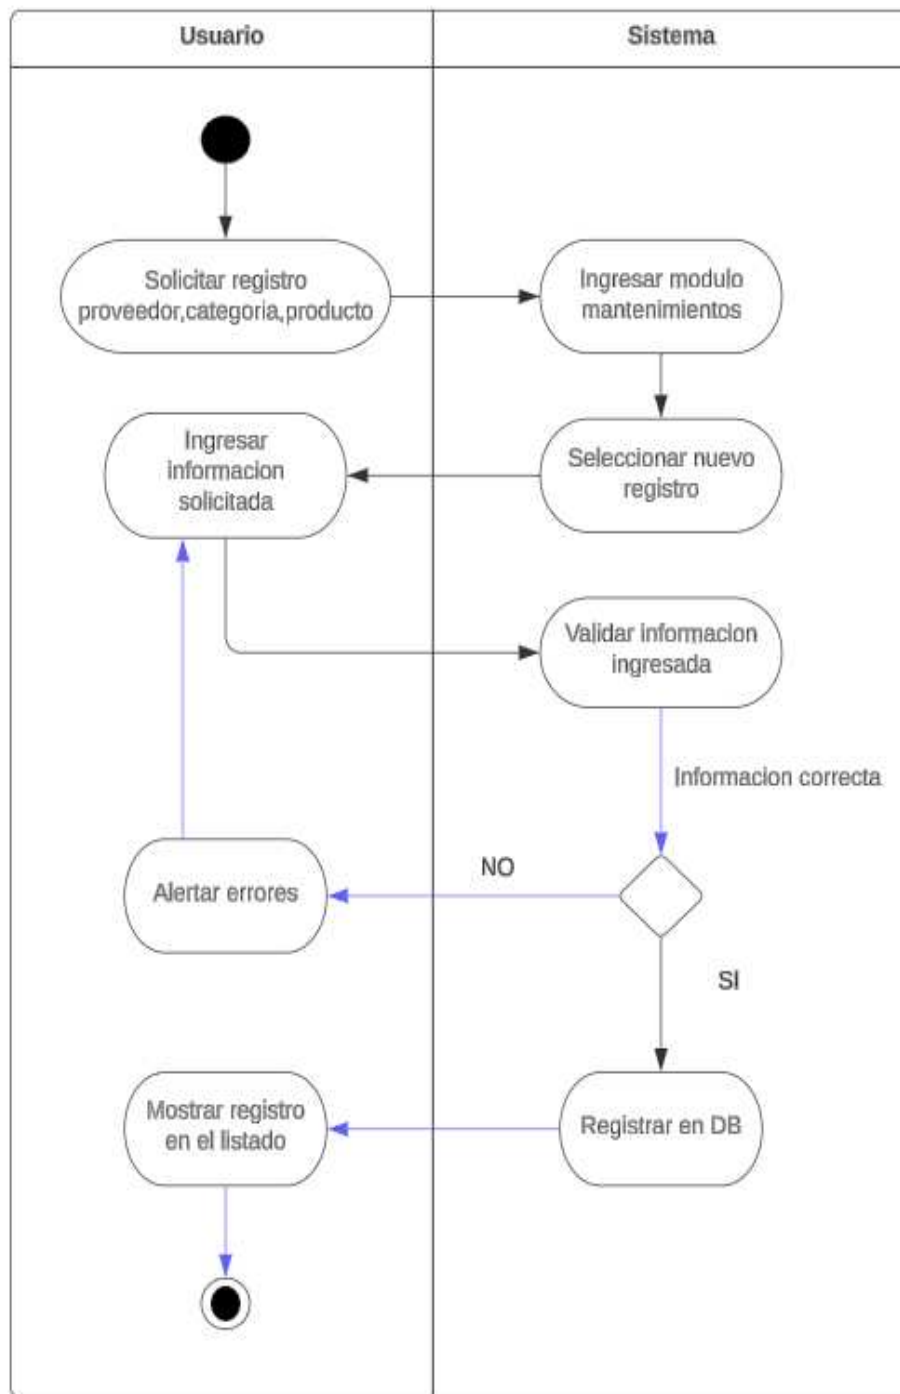 Usuario
Sistema
Solicitar registro
proveedor,categoria,producto
Ingresar modulo
mantenimientos
Ingresar
informacion
solicitada
Seleccionar nuevo
registro
Validar informacion
ingresada
Informacion correcta
NO
Alertar errores
SI
Mostrar registro
en el listado
Registrar en DB